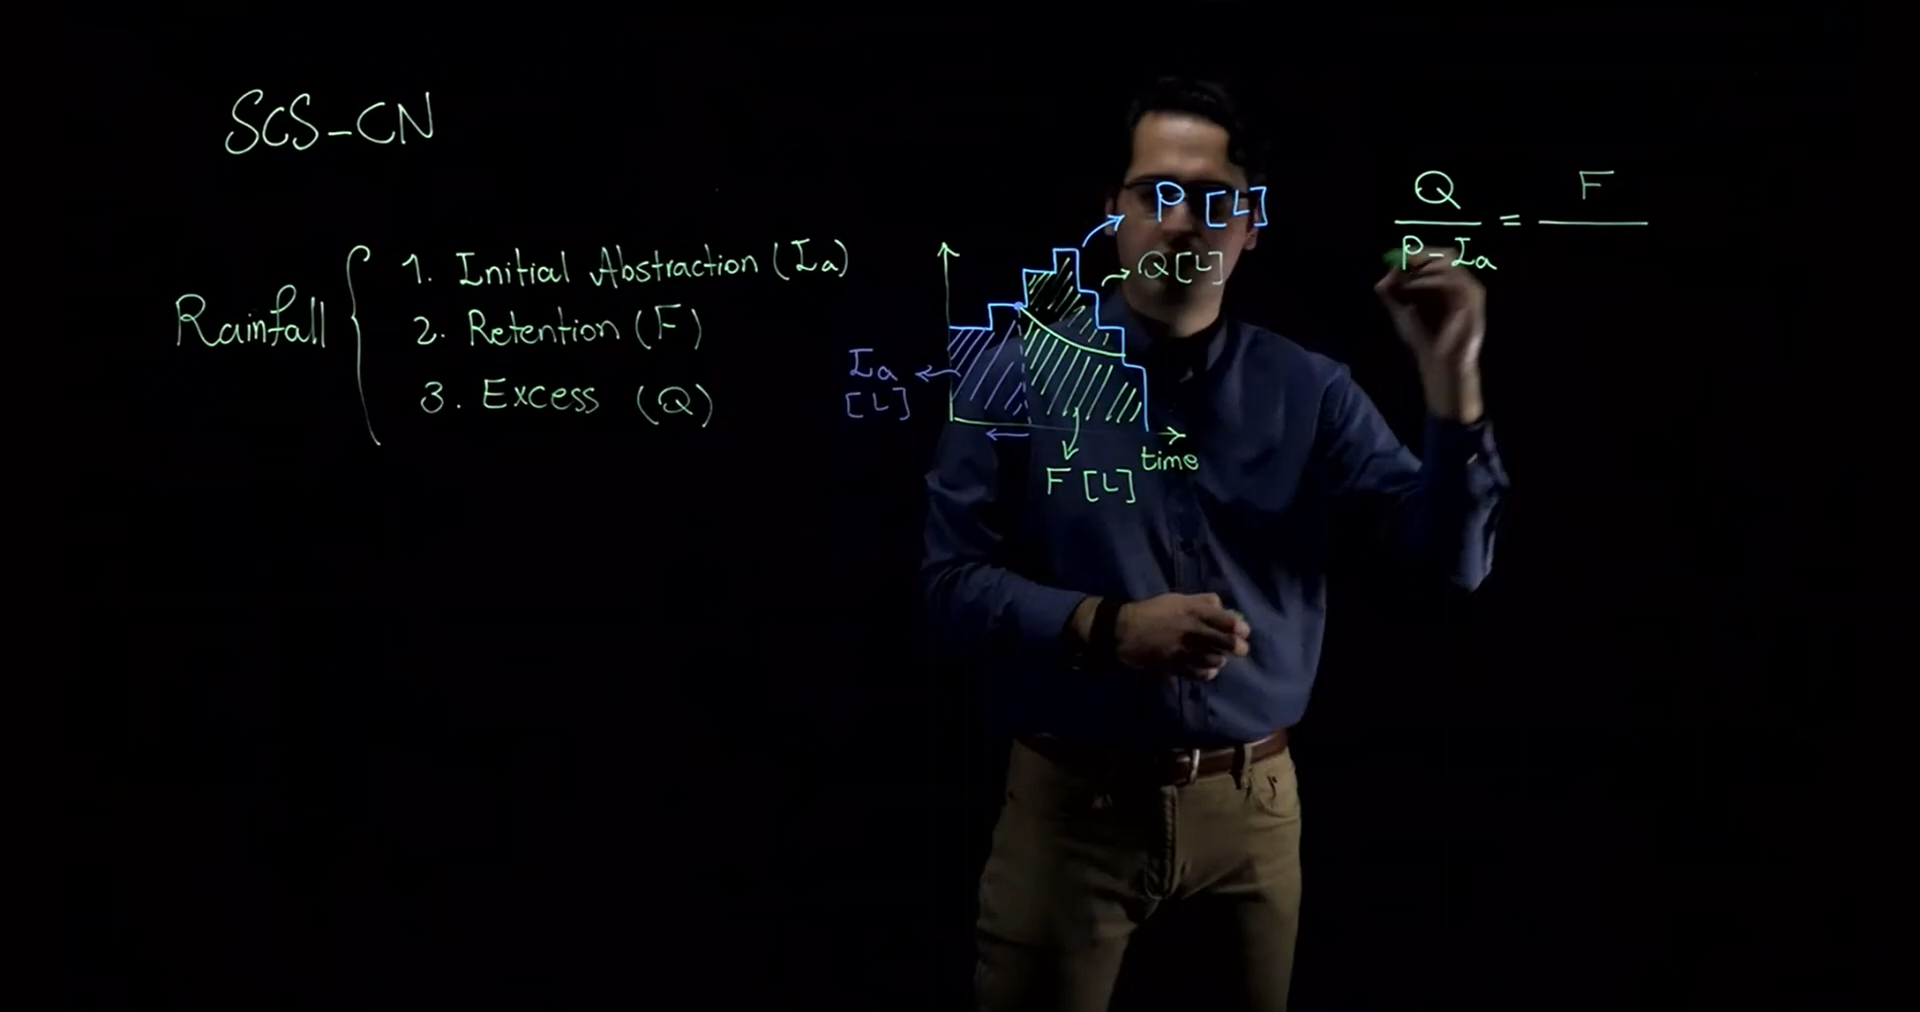 SCS-CN
Rainfall
1. Initial Abstraction (Ia)
2. Retention (F)
3. Excess (Q)
P [L]
Q [L]
Ia
[L]
time
F [L]
Q / P - Ia = F /